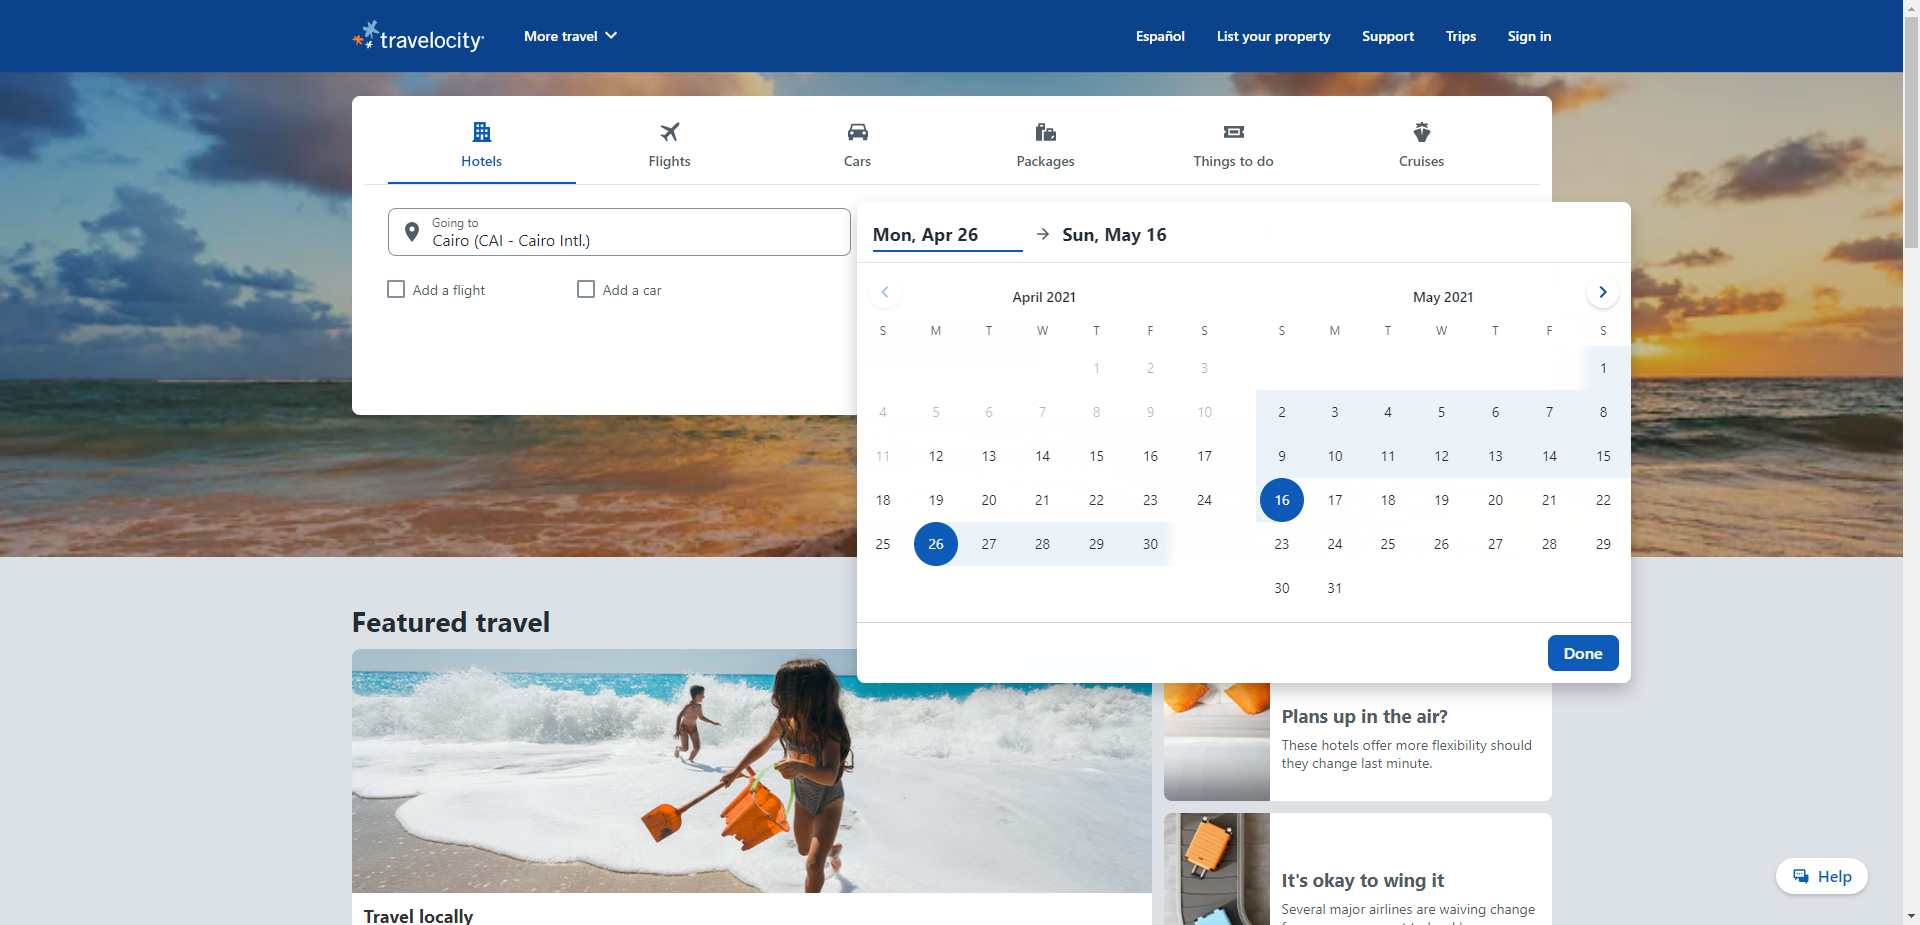 travelocity
More travel
Español
List your property
Support
Trips
Sign in
Hotels
Flights
Cars
Packages
Things to do
Cruises
Going to
Cairo (CAI - Cairo Intl.)
Add a flight
Add a car
Mon, Apr 26
Sun, May 16
April 2021
S M T W T F S
1 2 3
4 5 6 7 8 9 10
11 12 13 14 15 16 17
18 19 20 21 22 23 24
25 26 27 28 29 30
May 2021
S M T W T F S
1
2 3 4 5 6 7 8
9 10 11 12 13 14 15
16 17 18 19 20 21 22
23 24 25 26 27 28 29
30 31
Done
Featured travel
Travel locally
Plans up in the air?
These hotels offer more flexibility should
they change last minute.
It's okay to wing it
Several major airlines are waiving change
Help